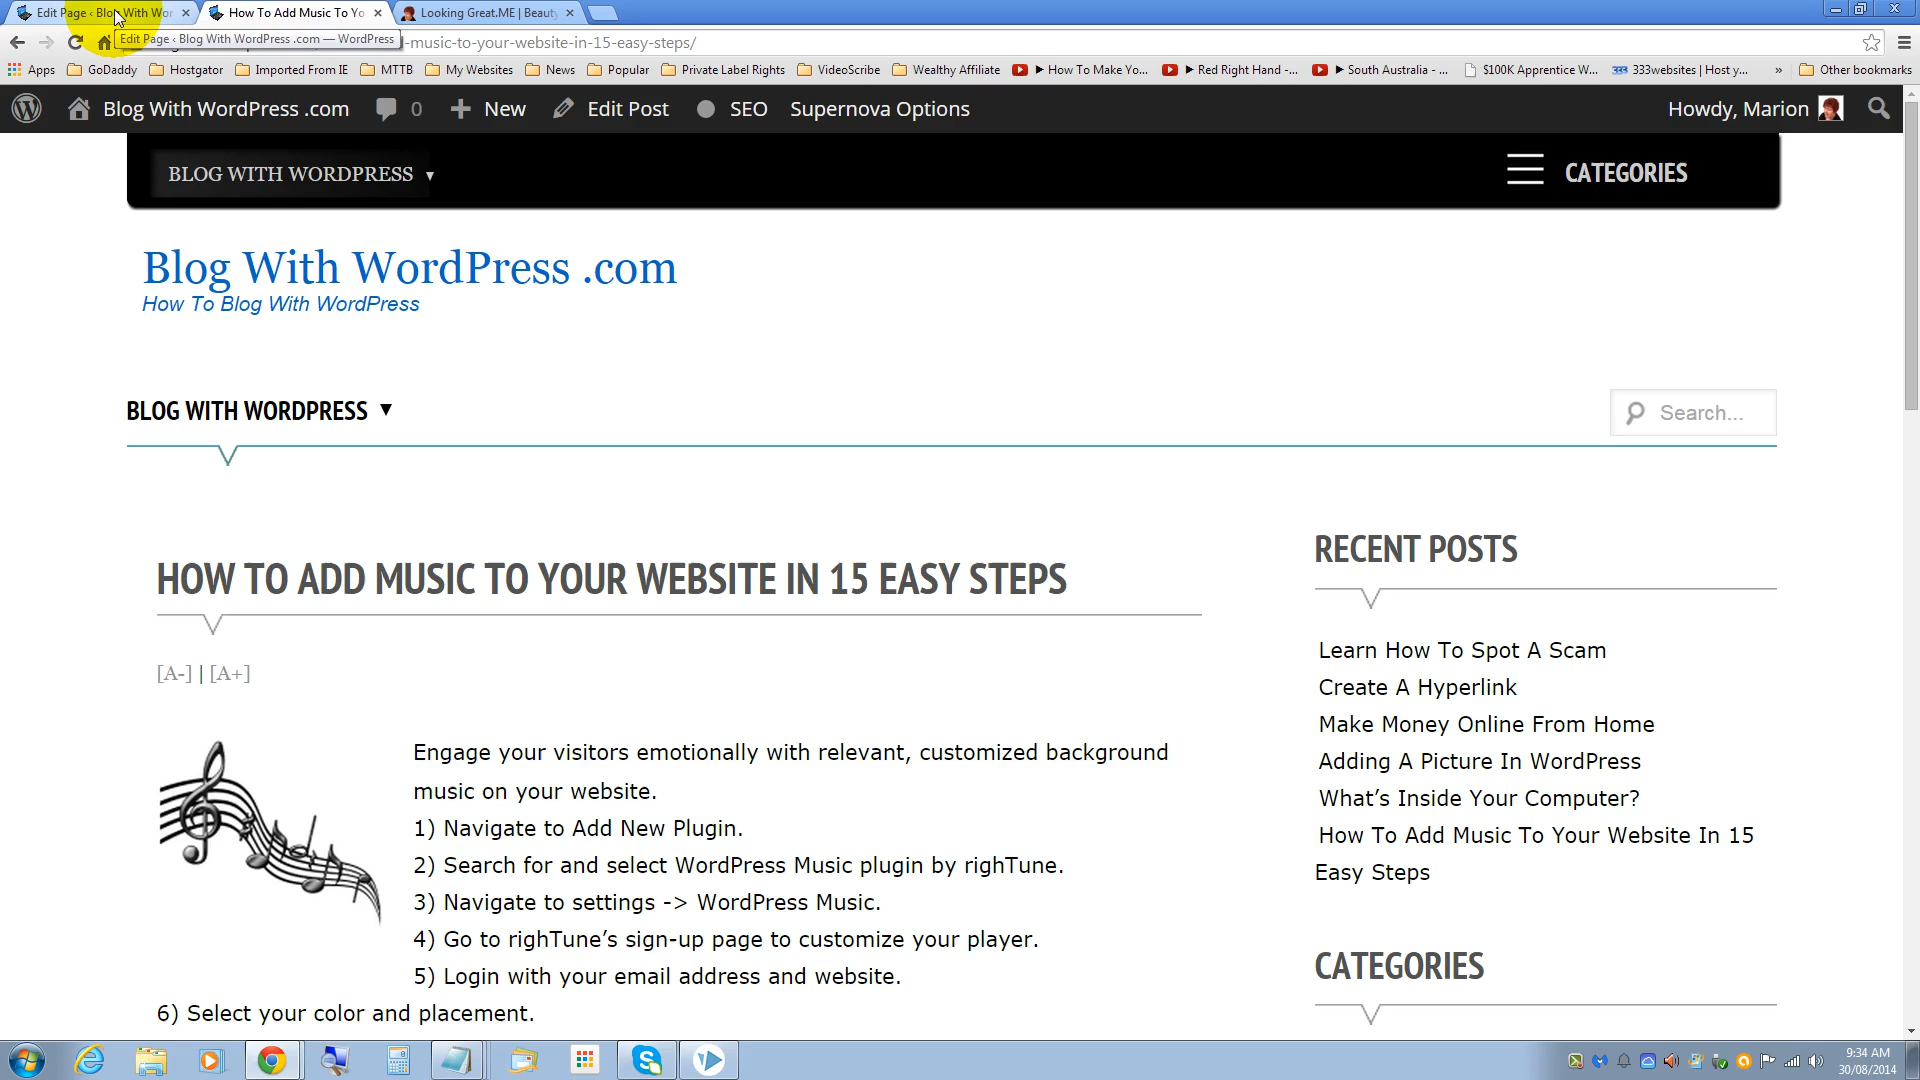 Edit Page ‹ Blog With Wor
How To Add Music To Yo
Looking Great.ME | Beauty
Edit Page ‹ Blog With WordPress .com — WordPress
-music-to-your-website-in-15-easy-steps/
Apps GoDaddy Hostgator Imported From IE MTTB My Websites News Popular Private Label Rights VideoScribe Wealthy Affiliate ▶ How To Make Yo... ▶ Red Right Hand -... ▶ South Australia - ... $100K Apprentice W... 333websites | Host y... » Other bookmarks
Blog With WordPress .com 0 New Edit Post SEO Supernova Options Howdy, Marion
BLOG WITH WORDPRESS ▼ CATEGORIES
Blog With WordPress .com
How To Blog With WordPress
BLOG WITH WORDPRESS ▼ Search...
HOW TO ADD MUSIC TO YOUR WEBSITE IN 15 EASY STEPS
[A-] | [A+]
Engage your visitors emotionally with relevant, customized background
music on your website.
1) Navigate to Add New Plugin.
2) Search for and select WordPress Music plugin by righTune.
3) Navigate to settings -> WordPress Music.
4) Go to righTune’s sign-up page to customize your player.
5) Login with your email address and website.
6) Select your color and placement.
RECENT POSTS
Learn How To Spot A Scam
Create A Hyperlink
Make Money Online From Home
Adding A Picture In WordPress
What’s Inside Your Computer?
How To Add Music To Your Website In 15
Easy Steps
CATEGORIES
9:34 AM
30/08/2014